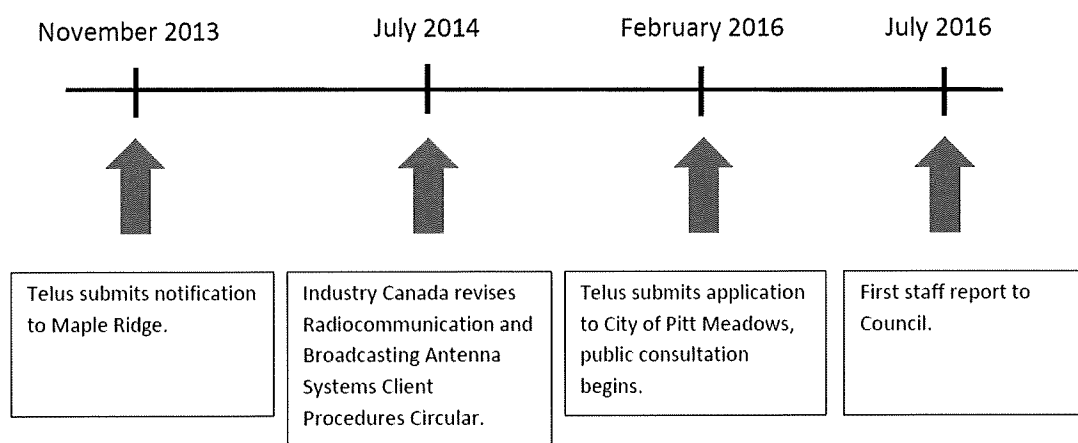 November 2013
July 2014
February 2016
July 2016
Telus submits notification
to Maple Ridge.
Industry Canada revises
Radiocommunication and
Broadcasting Antenna
Systems Client
Procedures Circular.
Telus submits application
to City of Pitt Meadows,
public consultation
begins.
First staff report to
Council.